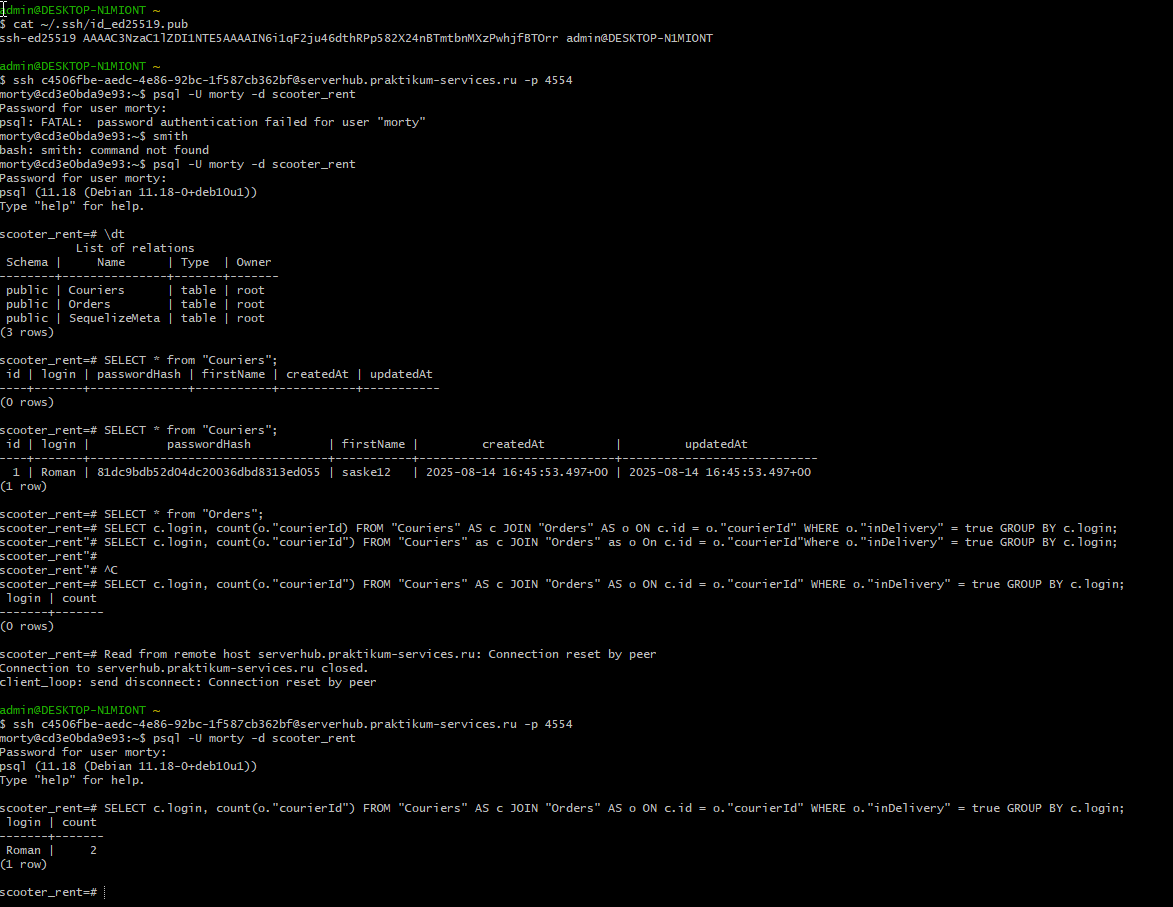 admin@DESKTOP-N1MIONT ~
$ cat ~/.ssh/id_ed25519.pub
ssh-ed25519 AAAAC3NzaC1lZDI1NTE5AAAAIN6i1qF2ju46dthRPp582X24nBTmtbnMXzPwhjfBTOrr admin@DESKTOP-N1MIONT
admin@DESKTOP-N1MIONT ~
$ ssh c4506fbe-aedc-4e86-92bc-1f587cb362bf@serverhub.praktikum-services.ru -p 4554
morty@cd3e0bda9e93:~$ psql -U morty -d scooter_rent
Password for user morty:
psql: FATAL:  password authentication failed for user "morty"
morty@cd3e0bda9e93:~$ smith
bash: smith: command not found
morty@cd3e0bda9e93:~$ psql -U morty -d scooter_rent
Password for user morty:
psql (11.18 (Debian 11.18-0+deb10u1))
Type "help" for help.
scooter_rent=# \dt
List of relations
Schema |     Name      | Type  | Owner
--------+---------------+-------+-------
public | Couriers      | table | root
public | Orders        | table | root
public | SequelizeMeta | table | root
(3 rows)
scooter_rent=# SELECT * from "Couriers";
id | login | passwordHash | firstName | createdAt | updatedAt
----+-------+--------------+-----------+-----------+-----------
(0 rows)
scooter_rent=# SELECT * from "Couriers";
id | login |           passwordHash           | firstName |         createdAt          |         updatedAt
----+-------+----------------------------------+-----------+----------------------------+----------------------------
1 | Roman | 81dc9bdb52d04dc20036dbd8313ed055 | saske12   | 2025-08-14 16:45:53.497+00 | 2025-08-14 16:45:53.497+00
(1 row)
scooter_rent=# SELECT * from "Orders";
scooter_rent=# SELECT c.login, count(o."courierId) FROM "Couriers" AS c JOIN "Orders" AS o ON c.id = o."courierId" WHERE o."inDelivery" = true GROUP BY c.login;
scooter_rent"# SELECT c.login, count(o."courierId") FROM "Couriers" as c JOIN "Orders" as o On c.id = o."courierId"Where o."inDelivery" = true GROUP BY c.login;
scooter_rent"#
scooter_rent"# ^C
scooter_rent=# SELECT c.login, count(o."courierId") FROM "Couriers" AS c JOIN "Orders" AS o ON c.id = o."courierId" WHERE o."inDelivery" = true GROUP BY c.login;
login | count
-------+-------
(0 rows)
scooter_rent=# Read from remote host serverhub.praktikum-services.ru: Connection reset by peer
Connection to serverhub.praktikum-services.ru closed.
client_loop: send disconnect: Connection reset by peer
admin@DESKTOP-N1MIONT ~
$ ssh c4506fbe-aedc-4e86-92bc-1f587cb362bf@serverhub.praktikum-services.ru -p 4554
morty@cd3e0bda9e93:~$ psql -U morty -d scooter_rent
Password for user morty:
psql (11.18 (Debian 11.18-0+deb10u1))
Type "help" for help.
scooter_rent=# SELECT c.login, count(o."courierId") FROM "Couriers" AS c JOIN "Orders" AS o ON c.id = o."courierId" WHERE o."inDelivery" = true GROUP BY c.login;
login | count
-------+-------
Roman |     2
(1 row)
scooter_rent=#